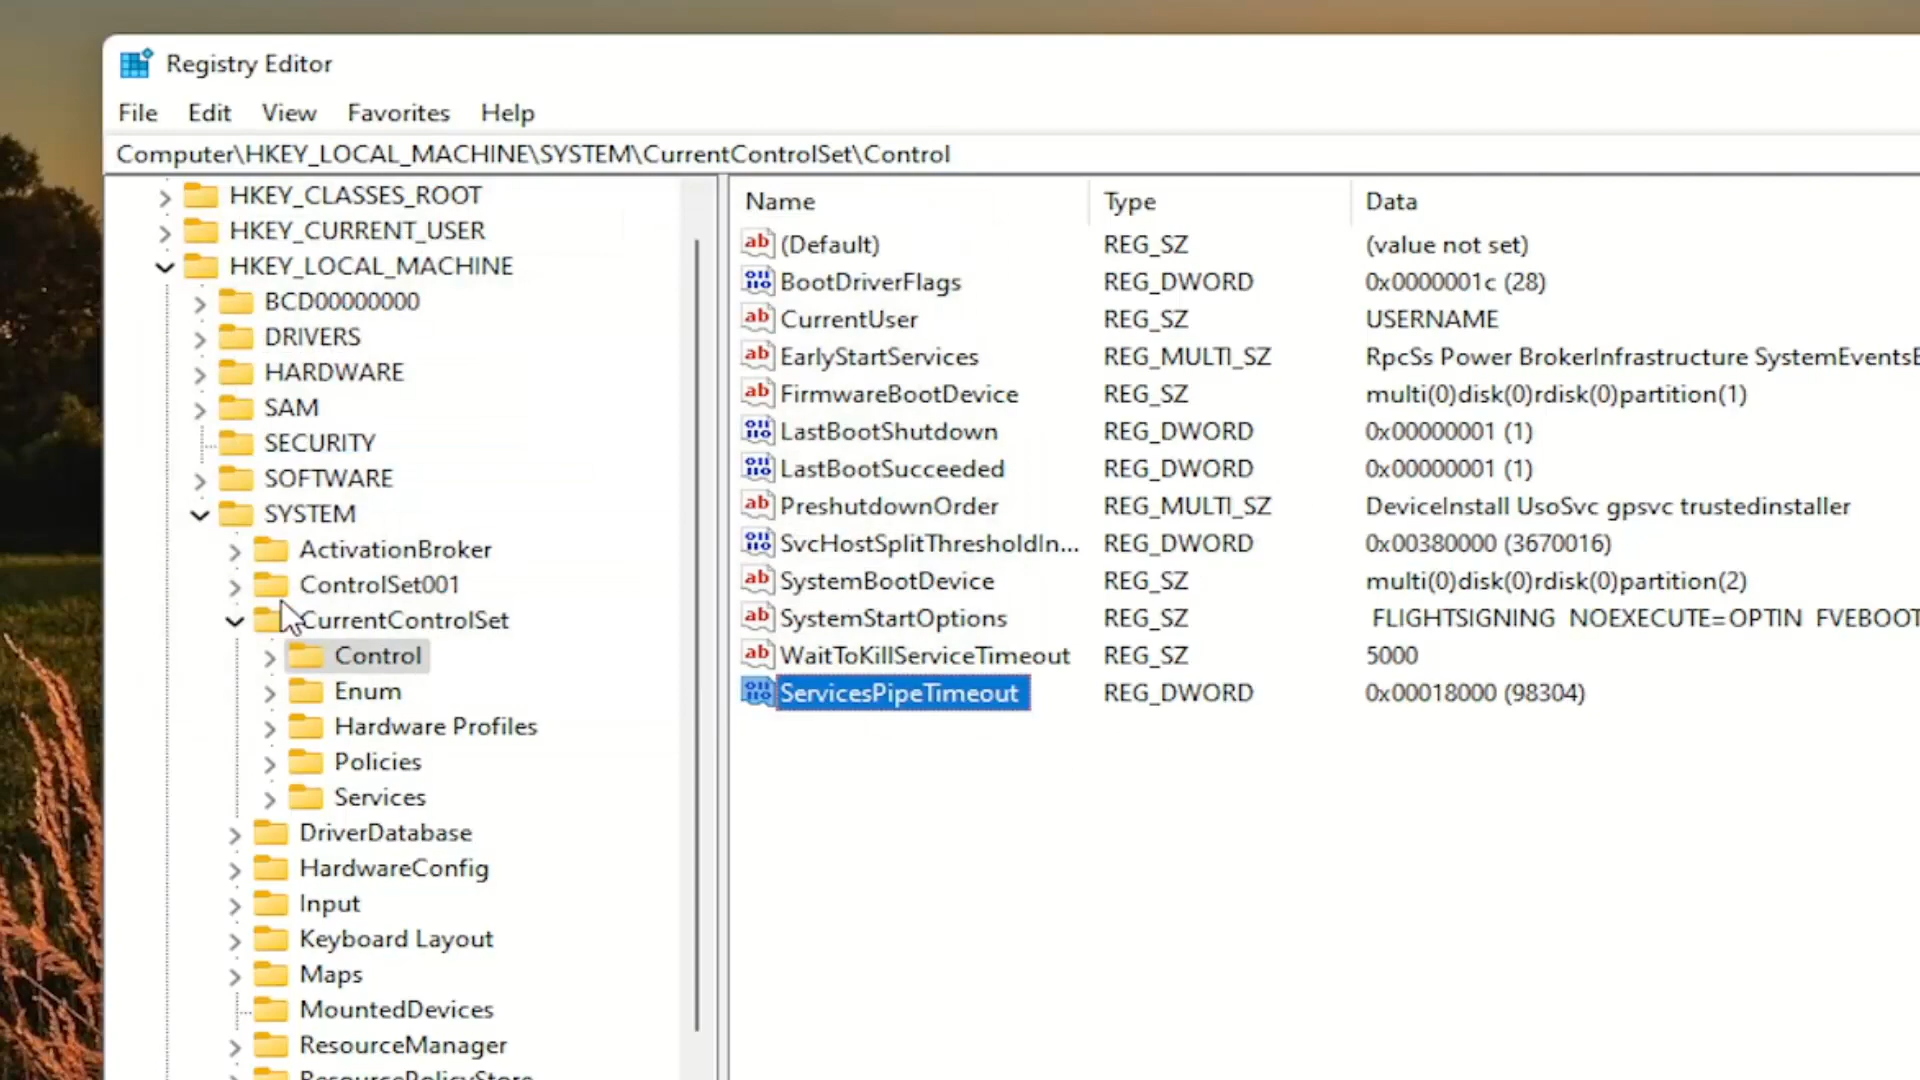 Registry Editor
File Edit View Favorites Help
Computer\HKEY_LOCAL_MACHINE\SYSTEM\CurrentControlSet\Control
HKEY_CLASSES_ROOT
HKEY_CURRENT_USER
HKEY_LOCAL_MACHINE
BCD00000000
DRIVERS
HARDWARE
SAM
SECURITY
SOFTWARE
SYSTEM
ActivationBroker
ControlSet001
CurrentControlSet
Control
Enum
Hardware Profiles
Policies
Services
DriverDatabase
HardwareConfig
Input
Keyboard Layout
Maps
MountedDevices
ResourceManager
ResourcePolicyStore
Name Type Data
(Default) REG_SZ (value not set)
BootDriverFlags REG_DWORD 0x0000001c (28)
CurrentUser REG_SZ USERNAME
EarlyStartServices REG_MULTI_SZ RpcSs Power BrokerInfrastructure SystemEventsB
FirmwareBootDevice REG_SZ multi(0)disk(0)rdisk(0)partition(1)
LastBootShutdown REG_DWORD 0x00000001 (1)
LastBootSucceeded REG_DWORD 0x00000001 (1)
PreshutdownOrder REG_MULTI_SZ DeviceInstall UsoSvc gpsvc trustedinstaller
SvcHostSplitThresholdIn... REG_DWORD 0x00380000 (3670016)
SystemBootDevice REG_SZ multi(0)disk(0)rdisk(0)partition(2)
SystemStartOptions REG_SZ FLIGHTSIGNING NOEXECUTE=OPTIN FVEBOOT
WaitToKillServiceTimeout REG_SZ 5000
ServicesPipeTimeout REG_DWORD 0x00018000 (98304)